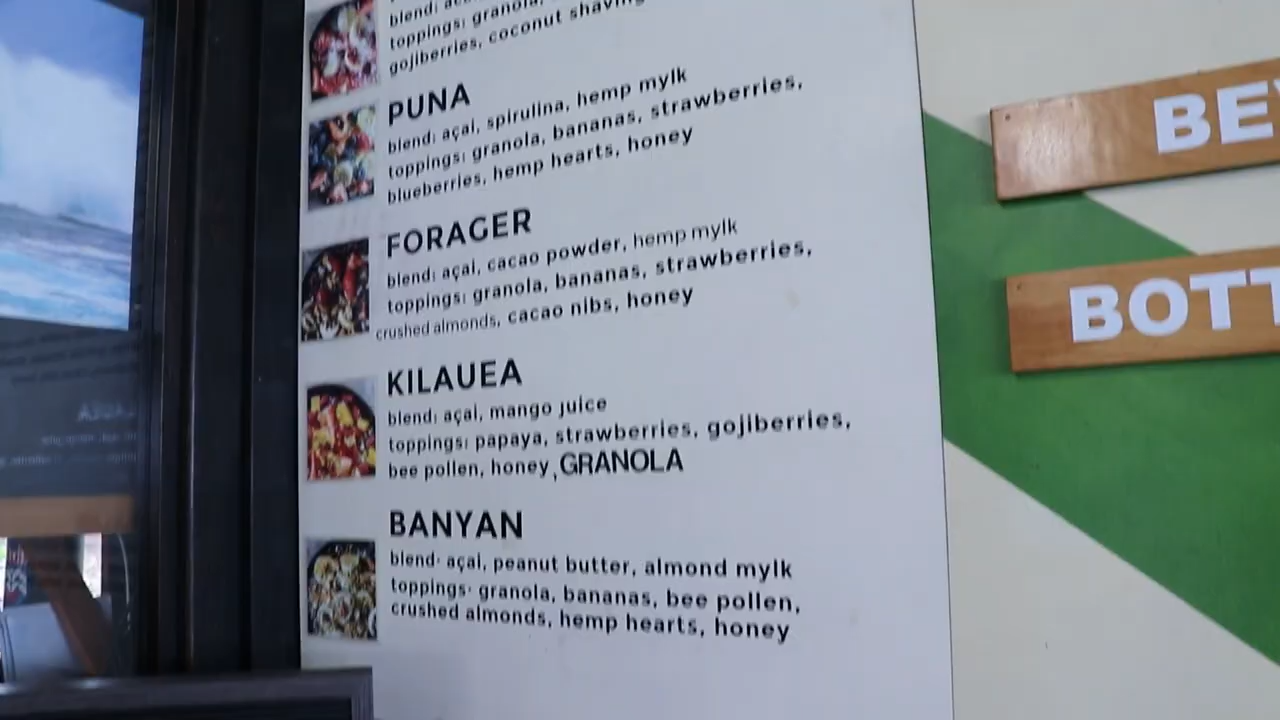 blend:
toppings: granola,
gojiberries, coconut shaving
PUNA
blend: açai, spirulina, hemp mylk
toppings: granola, bananas, strawberries,
blueberries, hemp hearts, honey
FORAGER
blend: açai, cacao powder, hemp mylk
toppings: granola, bananas, strawberries,
crushed almonds, cacao nibs, honey
KILAUEA
blend: açai, mango juice
toppings: papaya, strawberries, gojiberries,
bee pollen, honey, GRANOLA
BANYAN
blend: açai, peanut butter, almond mylk
toppings: granola, bananas, bee pollen,
crushed almonds, hemp hearts, honey
BE
BOTT